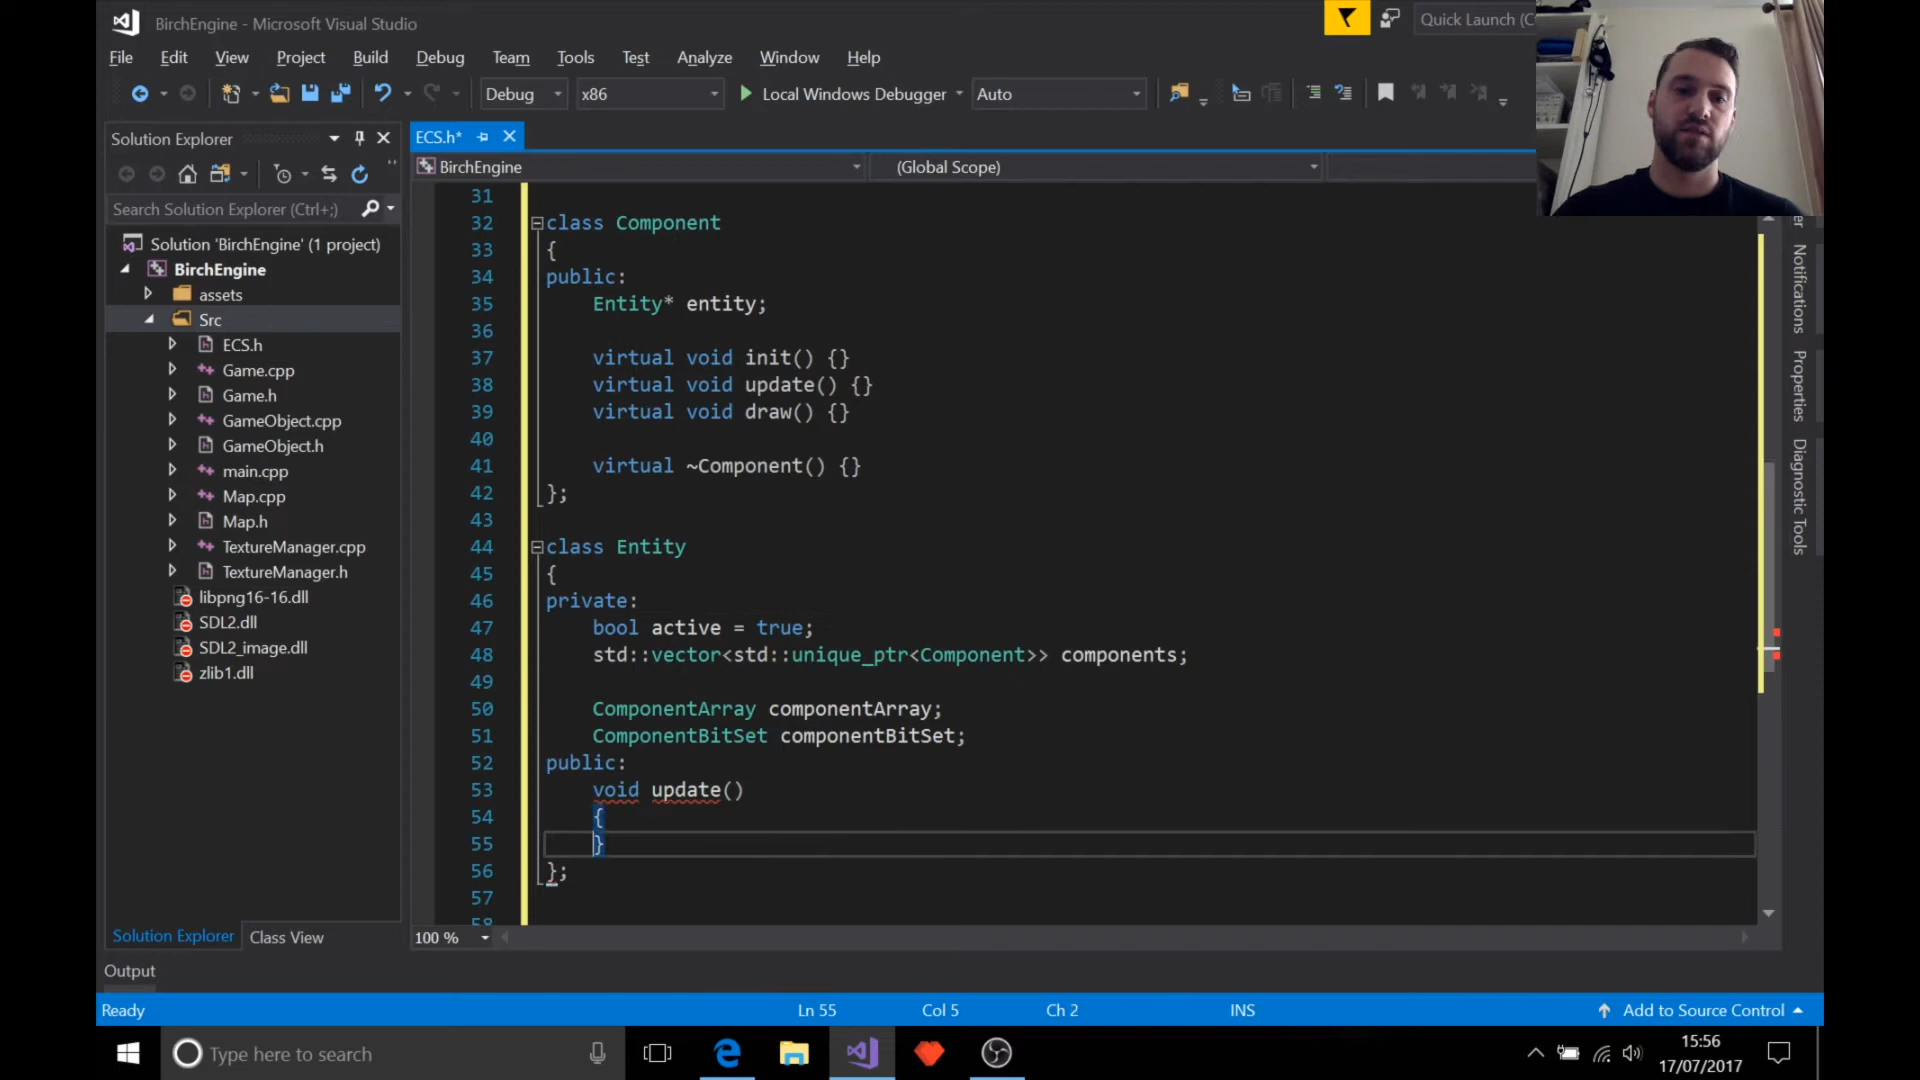 BirchEngine - Microsoft Visual Studio
Quick Launch (C
File Edit View Project Build Debug Team Tools Test Analyze Window Help
Debug x86 Local Windows Debugger Auto
Solution Explorer
ECS.h*
BirchEngine (Global Scope)
Search Solution Explorer (Ctrl+;)
Solution 'BirchEngine' (1 project)
BirchEngine
assets
Src
ECS.h
Game.cpp
Game.h
GameObject.cpp
GameObject.h
main.cpp
Map.cpp
Map.h
TextureManager.cpp
TextureManager.h
libpng16-16.dll
SDL2.dll
SDL2_image.dll
zlib1.dll
Solution Explorer Class View
31
32 class Component
33 {
34 public:
35 Entity* entity;
36
37 virtual void init() {}
38 virtual void update() {}
39 virtual void draw() {}
40
41 virtual ~Component() {}
42 };
43
44 class Entity
45 {
46 private:
47 bool active = true;
48 std::vector<std::unique_ptr<Component>> components;
49
50 ComponentArray componentArray;
51 ComponentBitSet componentBitSet;
52 public:
53 void update()
54 {
55 }
56 };
57
58
100 %
Notifications
Properties
Diagnostic Tools
Output
Ready Ln 55 Col 5 Ch 2 INS Add to Source Control
Type here to search
15:56
17/07/2017